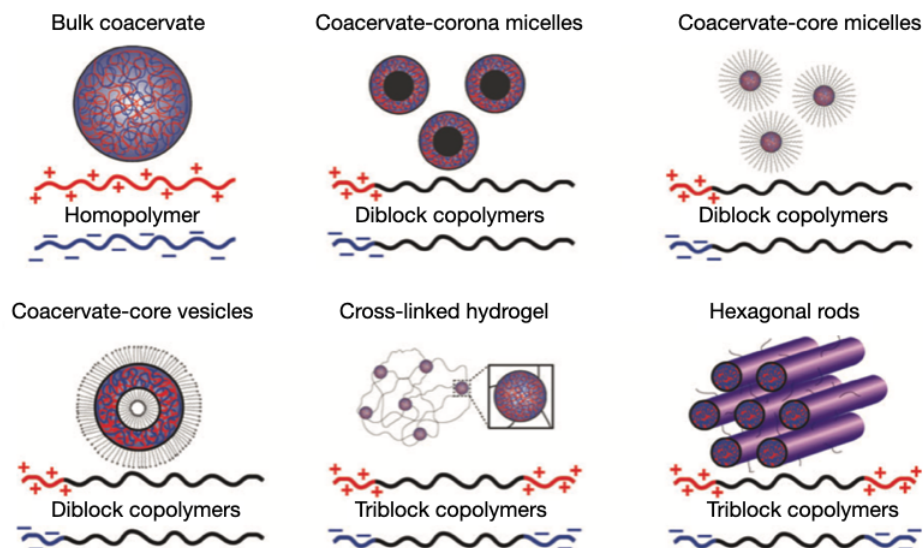 Bulk coacervate
Coacervate-corona micelles
Coacervate-core micelles
Homopolymer
Diblock copolymers
Diblock copolymers
Coacervate-core vesicles
Cross-linked hydrogel
Hexagonal rods
Diblock copolymers
Triblock copolymers
Triblock copolymers